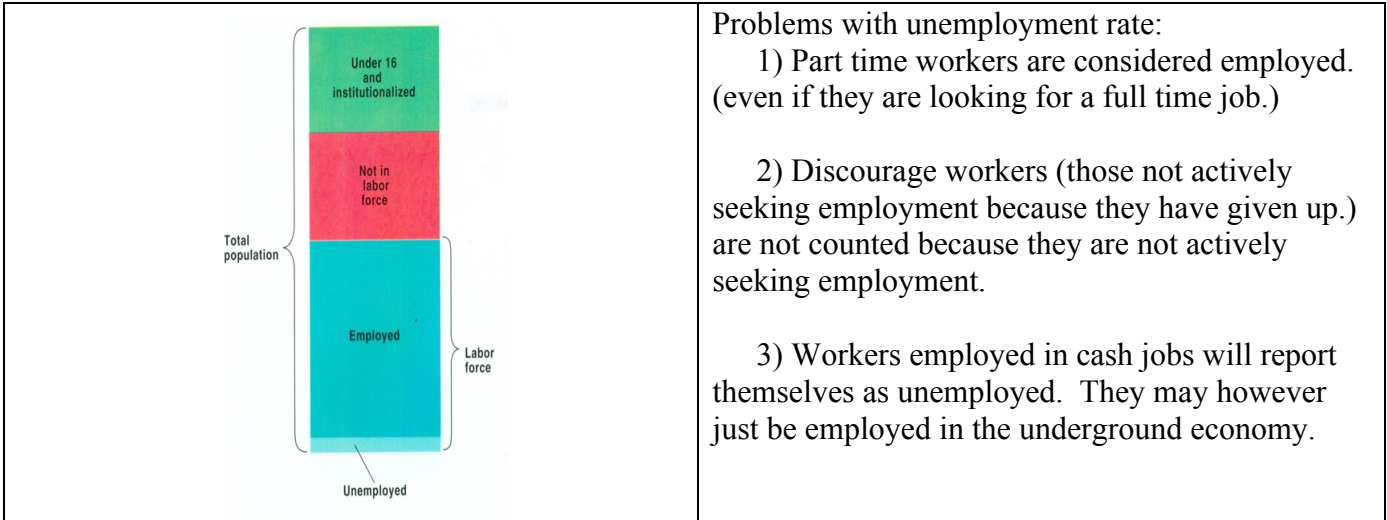 Under 16
and
institutionalized
Not in
labor
force
Total
population
Employed
Labor
force
Unemployed
Problems with unemployment rate:
1) Part time workers are considered employed.
(even if they are looking for a full time job.)
2) Discourage workers (those not actively
seeking employment because they have given up.)
are not counted because they are not actively
seeking employment.
3) Workers employed in cash jobs will report
themselves as unemployed.  They may however
just be employed in the underground economy.